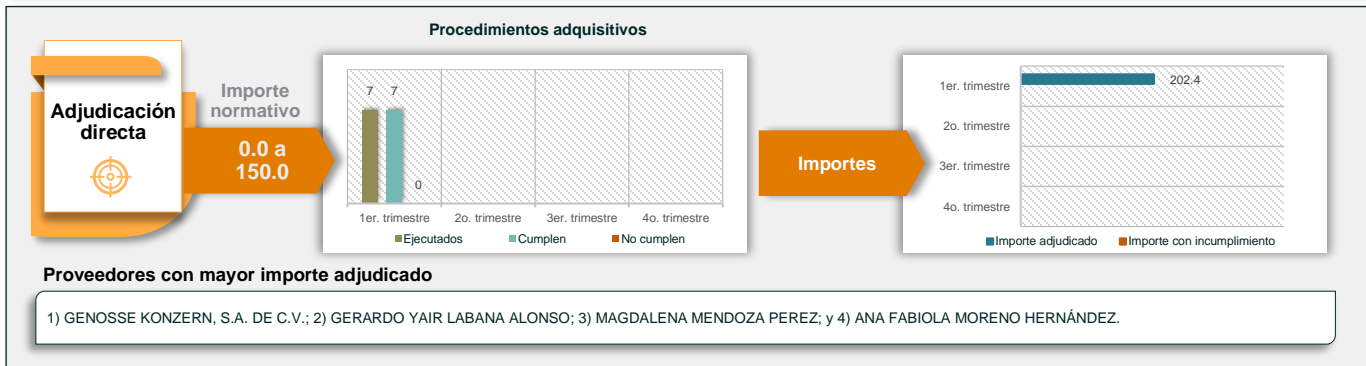 Procedimientos adquisitivos
Adjudicación
directa
Importe
normativo
0.0 a
150.0
7 7
0
1er. trimestre 2o. trimestre 3er. trimestre 4o. trimestre
Ejecutados Cumplen No cumplen
Importes
1er. trimestre
202.4
2o. trimestre
3er. trimestre
4o. trimestre
Importe adjudicado Importe con incumplimiento
Proveedores con mayor importe adjudicado
1) GENOSSE KONZERN, S.A. DE C.V.; 2) GERARDO YAIR LABANA ALONSO; 3) MAGDALENA MENDOZA PEREZ; y 4) ANA FABIOLA MORENO HERNÁNDEZ.